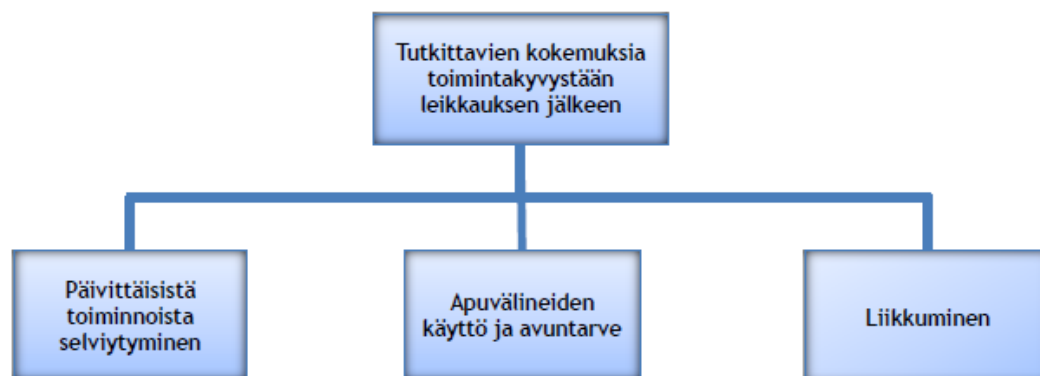 Tutkittavien kokemuksia
toimintakyvystään
leikkauksen jälkeen
Päivittäisistä
toiminnoista
selviytyminen
Apuvälineiden
käyttö ja avuntarve
Liikkuminen